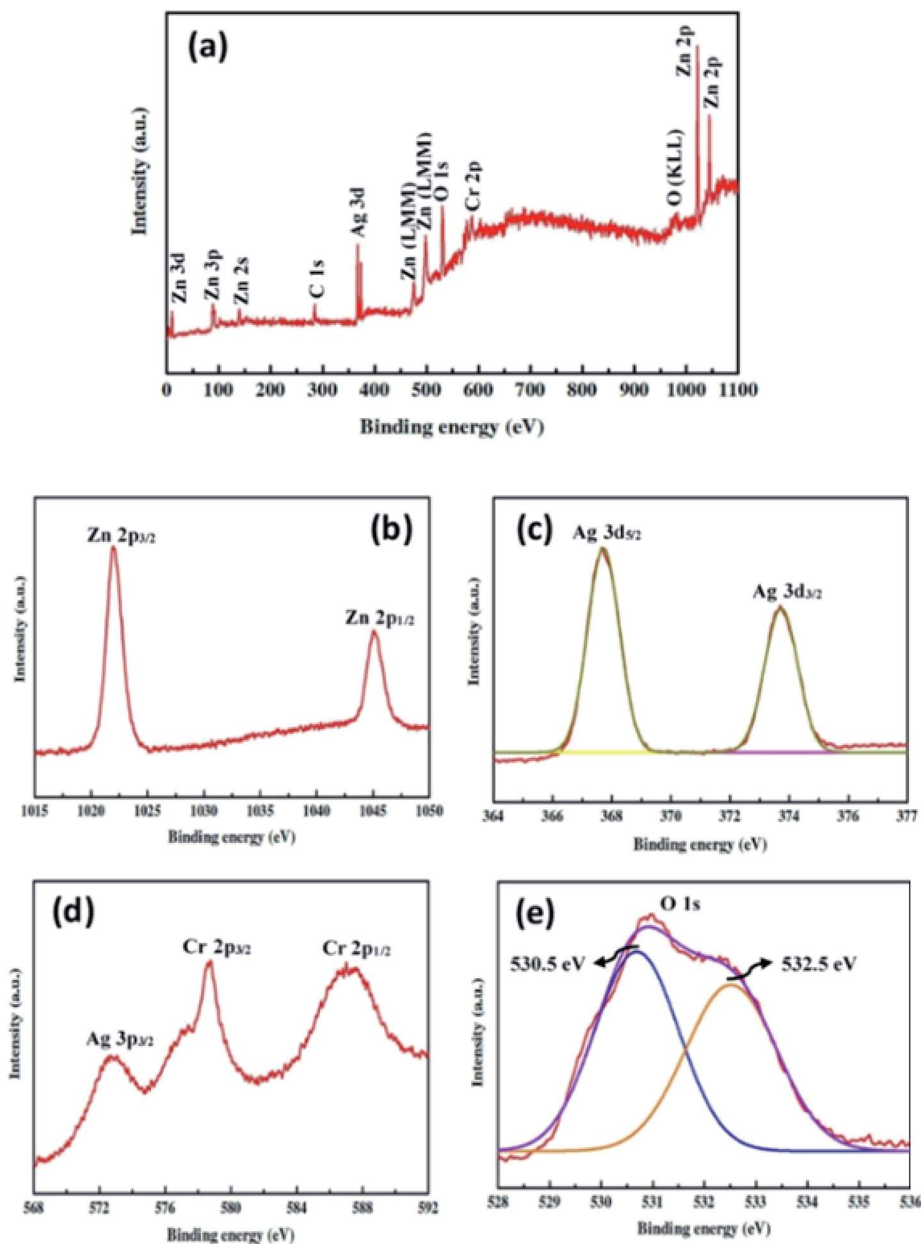 (a)
Intensity (a.u.)
Zn 3d
Zn 3p
Zn 2s
C 1s
Ag 3d
Zn (LMM)
Zn (LMM)
O 1s
Cr 2p
O (KLL)
Zn 2p
Zn 2p
0 100 200 300 400 500 600 700 800 900 1000 1100
Binding energy (eV)
(b)
Zn 2p3/2
Zn 2p1/2
Intensity (a.u.)
1015 1020 1025 1030 1035 1040 1045 1050
Binding energy (eV)
(c)
Ag 3d5/2
Ag 3d3/2
Intensity (a.u.)
364 366 368 370 372 374 376 377
Binding energy (eV)
(d)
Ag 3p3/2
Cr 2p3/2
Cr 2p1/2
Intensity (a.u.)
568 572 576 580 584 588 592
Binding energy (eV)
(e)
O 1s
530.5 eV
532.5 eV
Intensity (a.u.)
528 529 530 531 532 533 534 535 536
Binding energy (eV)